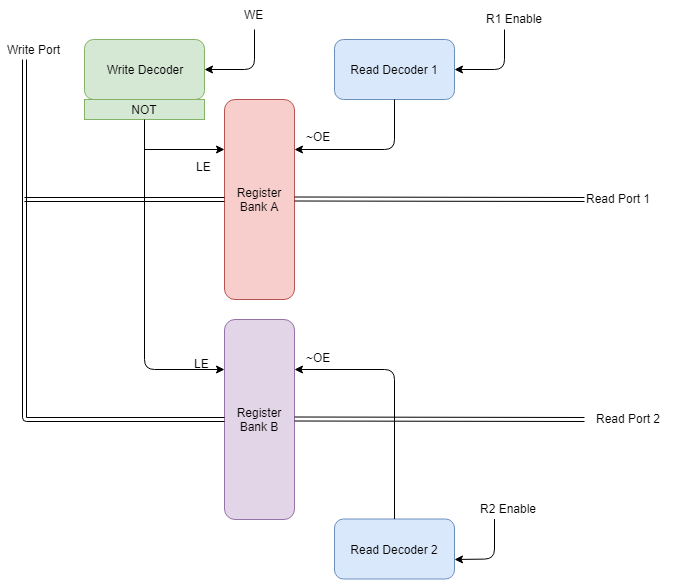 WE
R1 Enable
Write Port
Write Decoder
Read Decoder 1
NOT
~OE
LE
Register
Bank A
Read Port 1
~OE
LE
Register
Bank B
Read Port 2
R2 Enable
Read Decoder 2